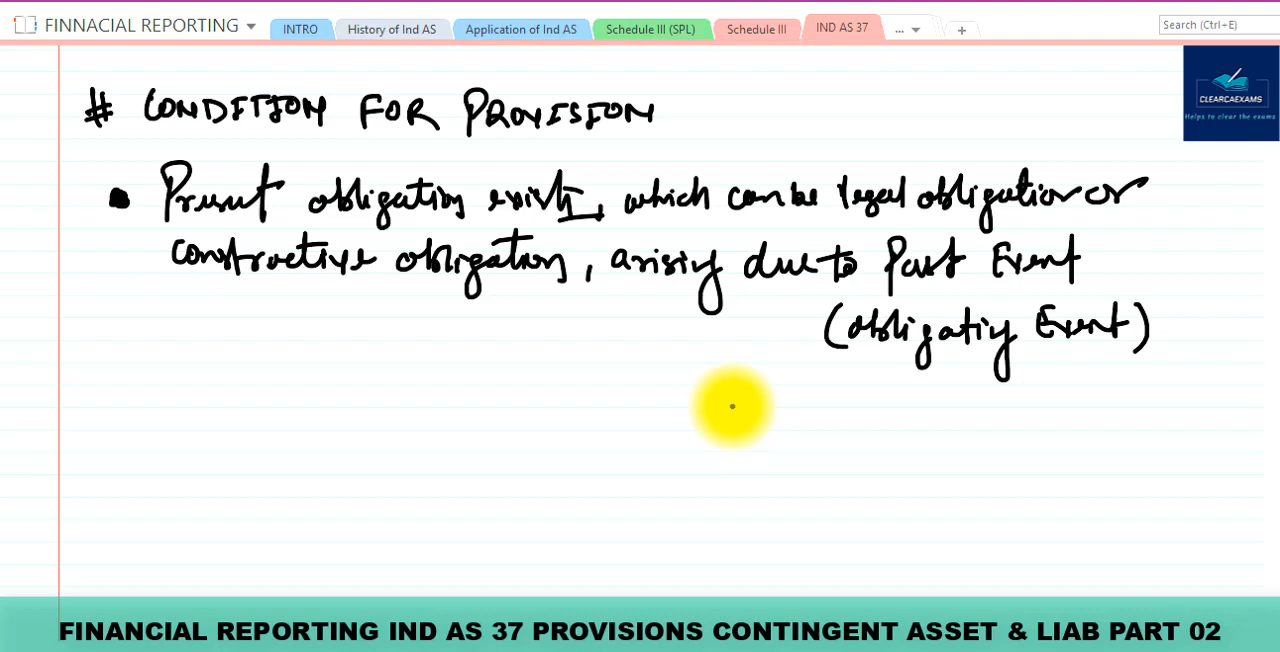 FINNACIAL REPORTING
INTRO
History of Ind AS
Application of Ind AS
Schedule III (SPL)
Schedule III
IND AS 37
...
+
Search (Ctrl+E)
CLEARCAEXAMS
Helps to clear the exams
# CONDITION FOR PROVISION
• Present obligation exists, which can be legal obligation or
constructive obligation, arising due to Past Event
(obligating Event)
FINANCIAL REPORTING IND AS 37 PROVISIONS CONTINGENT ASSET & LIAB PART 02